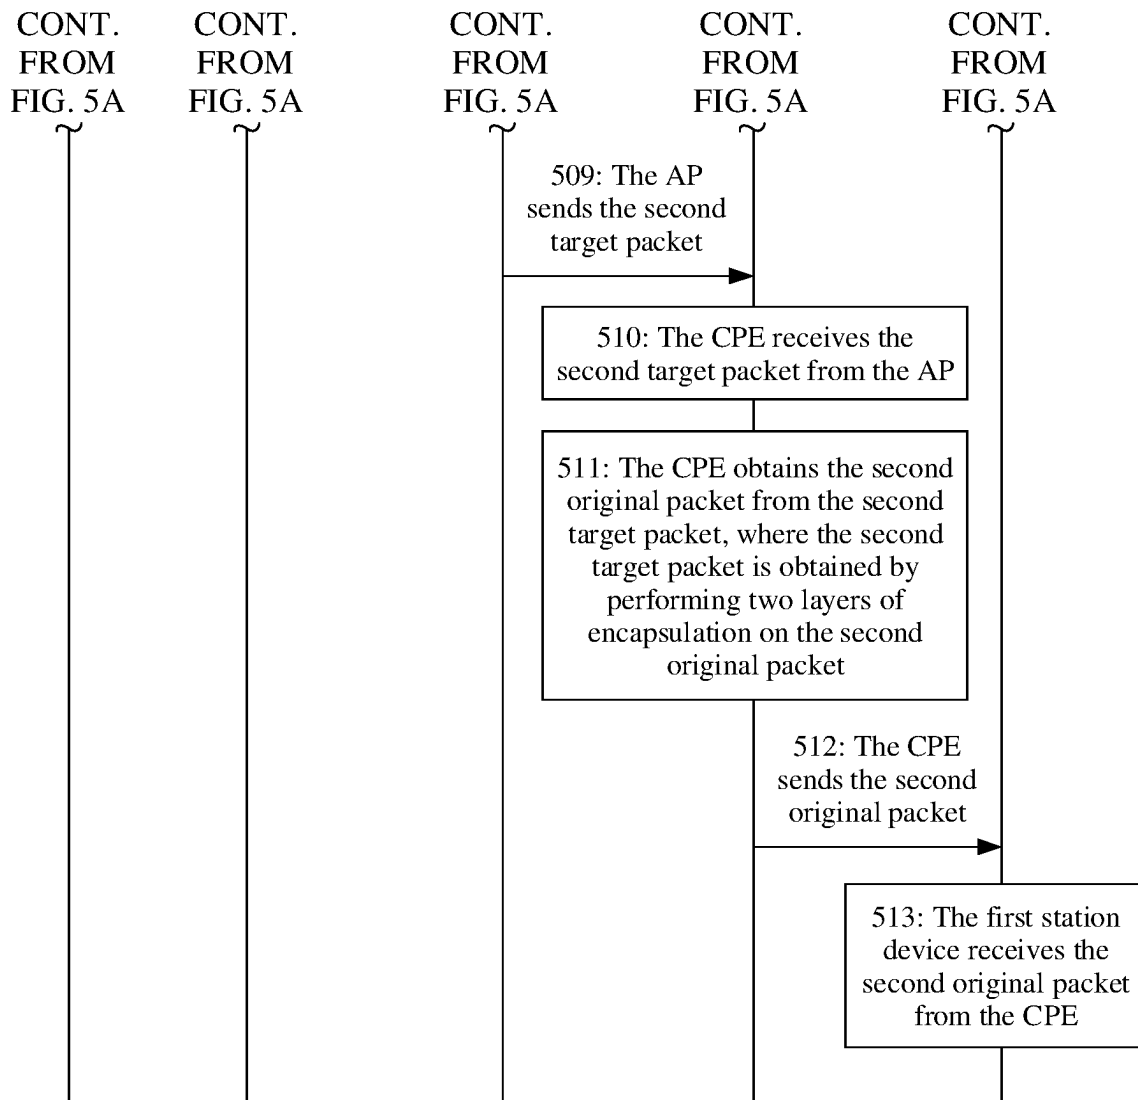 CONT.
FROM
FIG. 5A
CONT.
FROM
FIG. 5A
CONT.
FROM
FIG. 5A
CONT.
FROM
FIG. 5A
CONT.
FROM
FIG. 5A
509: The AP
sends the second
target packet
510: The CPE receives the
second target packet from the AP
511: The CPE obtains the second
original packet from the second
target packet, where the second
target packet is obtained by
performing two layers of
encapsulation on the second
original packet
512: The CPE
sends the second
original packet
513: The first station
device receives the
second original packet
from the CPE